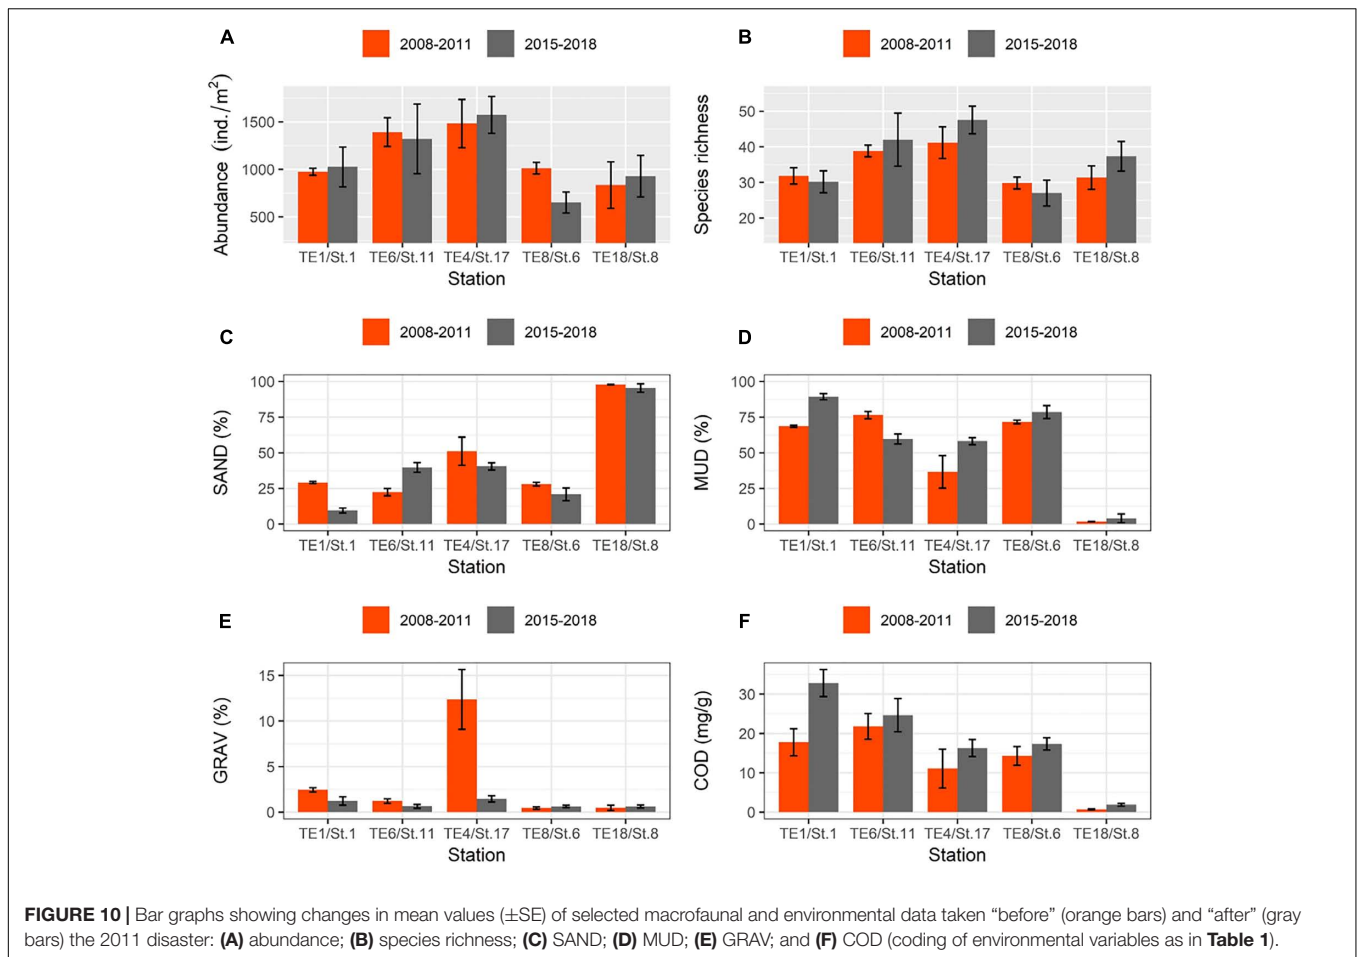 A
2008-2011
2015-2018
Abundance (ind./m²)
1500
1000
500
TE1/St.1 TE6/St.11 TE4/St.17 TE8/St.6 TE18/St.8
Station
B
2008-2011
2015-2018
Species richness
50
40
30
20
TE1/St.1 TE6/St.11 TE4/St.17 TE8/St.6 TE18/St.8
Station
C
2008-2011
2015-2018
SAND (%)
100
75
50
25
0
TE1/St.1 TE6/St.11 TE4/St.17 TE8/St.6 TE18/St.8
Station
D
2008-2011
2015-2018
MUD (%)
100
75
50
25
0
TE1/St.1 TE6/St.11 TE4/St.17 TE8/St.6 TE18/St.8
Station
E
2008-2011
2015-2018
GRAV (%)
15
10
5
0
TE1/St.1 TE6/St.11 TE4/St.17 TE8/St.6 TE18/St.8
Station
F
2008-2011
2015-2018
COD (mg/g)
30
20
10
0
TE1/St.1 TE6/St.11 TE4/St.17 TE8/St.6 TE18/St.8
Station
FIGURE 10 | Bar graphs showing changes in mean values (±SE) of selected macrofaunal and environmental data taken “before” (orange bars) and “after” (gray
bars) the 2011 disaster: (A) abundance; (B) species richness; (C) SAND; (D) MUD; (E) GRAV; and (F) COD (coding of environmental variables as in Table 1).